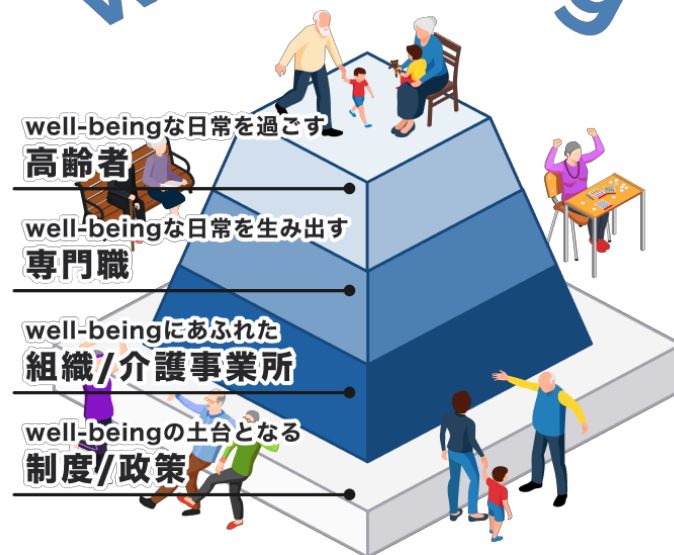 well-beingな日常を過ごす
高齢者
well-beingな日常を生み出す
専門職
well-beingにあふれた
組織/介護事業所
well-beingの土台となる
制度/政策